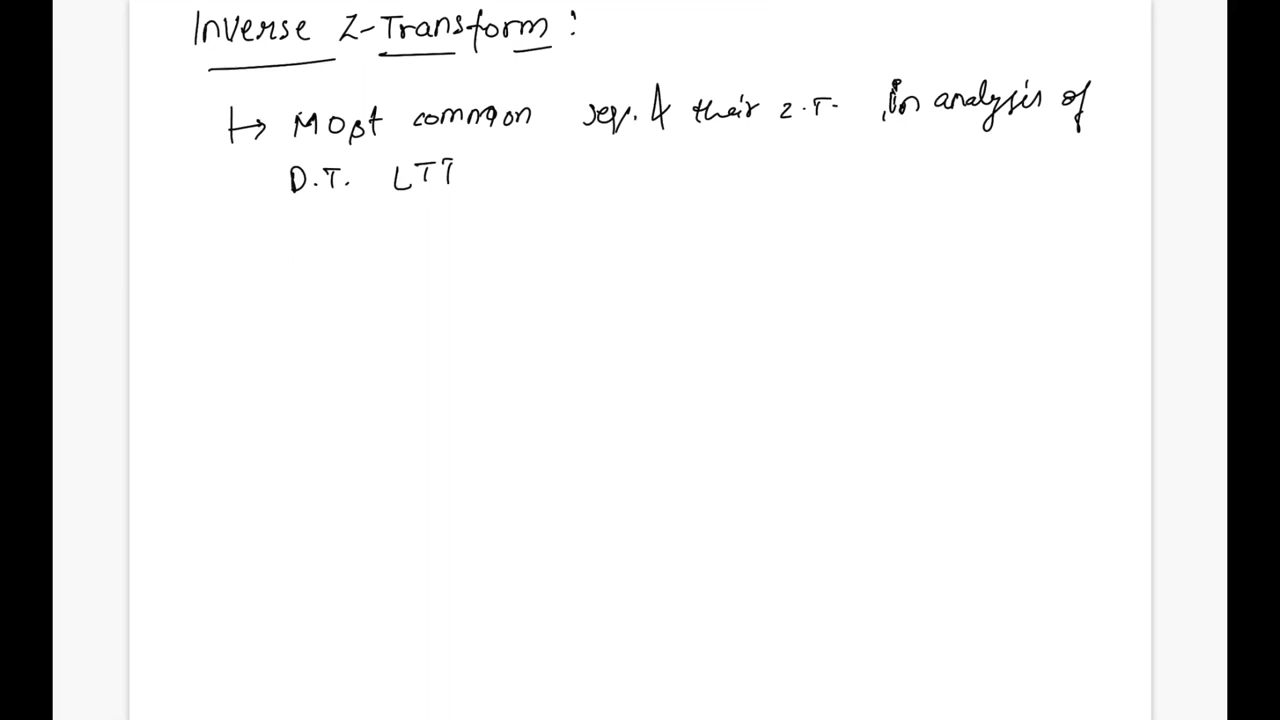 Inverse Z-Transform :
↦ Most common seq. & their z.T. in analysis of
D.T. LTI